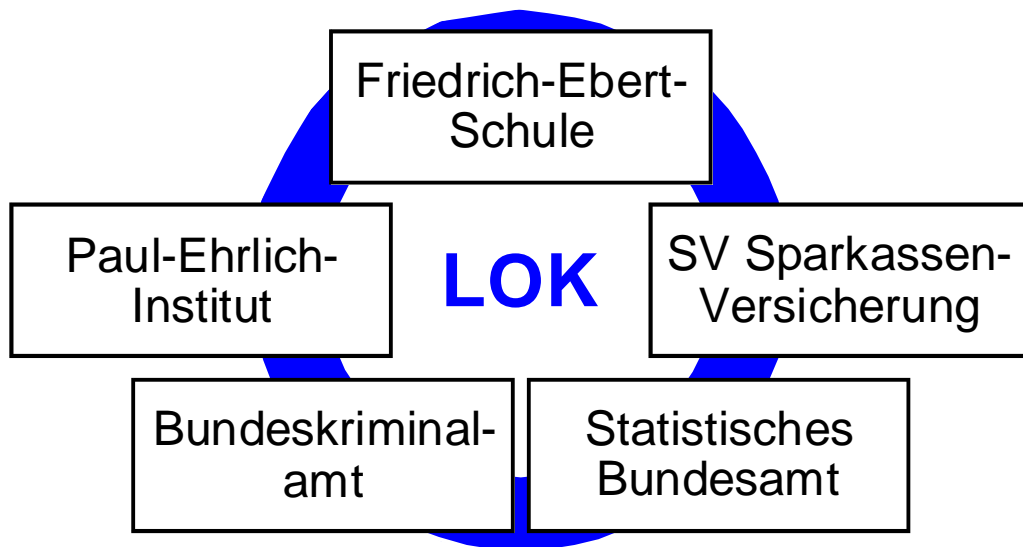 Friedrich-Ebert-
Schule
Paul-Ehrlich-
Institut
LOK
SV Sparkassen-
Versicherung
Bundeskriminal-
amt
Statistisches
Bundesamt